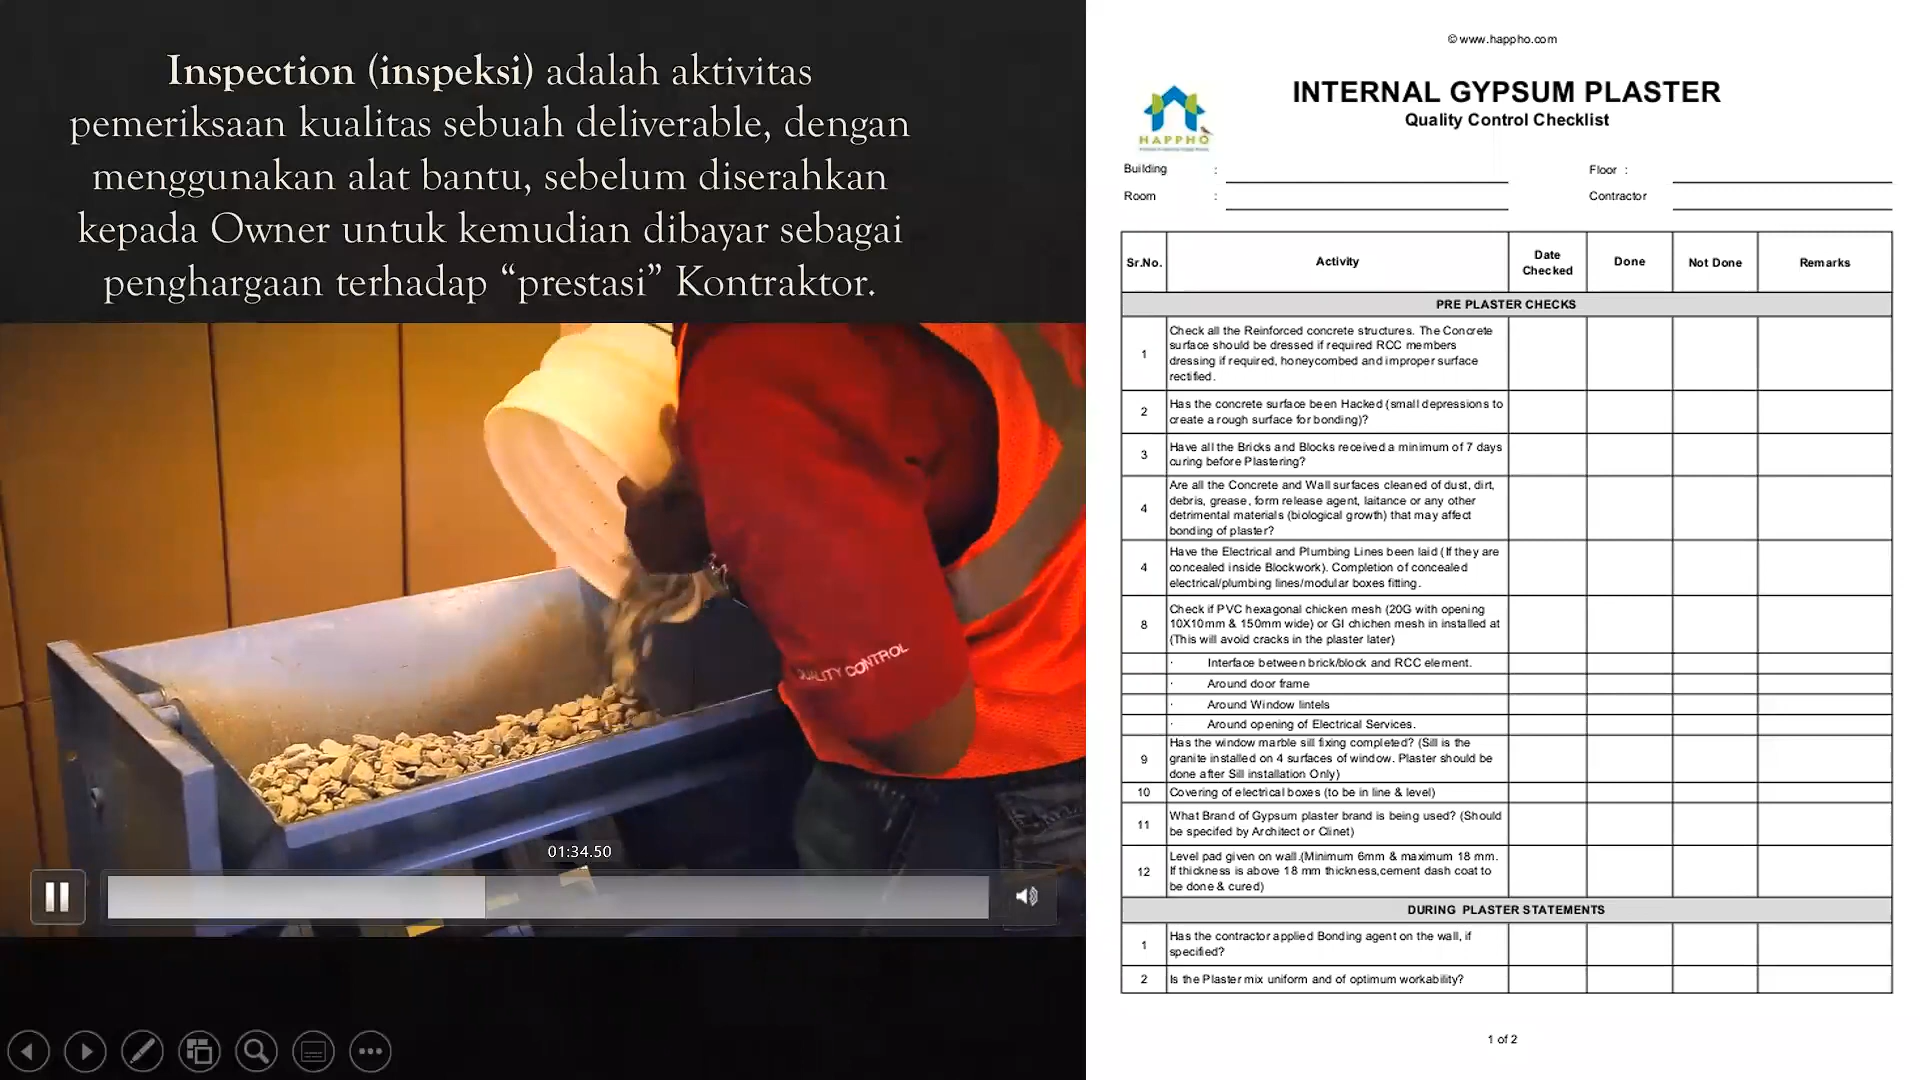 Inspection (inspeksi) adalah aktivitas
pemeriksaan kualitas sebuah deliverable, dengan
menggunakan alat bantu, sebelum diserahkan
kepada Owner untuk kemudian dibayar sebagai
penghargaan terhadap “prestasi” Kontraktor.
QUALITY CONTROL
01:34.50
© www.happho.com
HAPPHO
INTERNAL GYPSUM PLASTER
Quality Control Checklist
Building :
Floor :
Room :
Contractor
Sr.No. Activity Date Checked Done Not Done Remarks
PRE PLASTER CHECKS
1 Check all the Reinforced concrete structures. The Concrete
surface should be dressed if required RCC members
dressing if required, honeycombed and improper surface
rectified.
2 Has the concrete surface been Hacked (small depressions to
create a rough surface for bonding)?
3 Have all the Bricks and Blocks received a minimum of 7 days
curing before Plastering?
4 Are all the Concrete and Wall surfaces cleaned of dust, dirt,
debris, grease, form release agent, laitance or any other
detrimental materials (biological growth) that may affect
bonding of plaster?
4 Have the Electrical and Plumbing Lines been laid (If they are
concealed inside Blockwork). Completion of concealed
electrical/plumbing lines/modular boxes fitting.
8 Check if PVC hexagonal chicken mesh (20G with opening
10X10mm & 150mm wide) or GI chichen mesh in installed at
(This will avoid cracks in the plaster later)
· Interface between brick/block and RCC element.
· Around door frame
· Around Window lintels
· Around opening of Electrical Services.
9 Has the window marble sill fixing completed? (Sill is the
granite installed on 4 surfaces of window. Plaster should be
done after Sill installation Only)
10 Covering of electrical boxes (to be in line & level)
11 What Brand of Gypsum plaster brand is being used? (Should
be specifed by Architect or Clinet)
12 Level pad given on wall.(Minimum 6mm & maximum 18 mm.
If thickness is above 18 mm thickness,cement dash coat to
be done & cured)
DURING PLASTER STATEMENTS
1 Has the contractor applied Bonding agent on the wall, if
specified?
2 Is the Plaster mix uniform and of optimum workability?
1 of 2